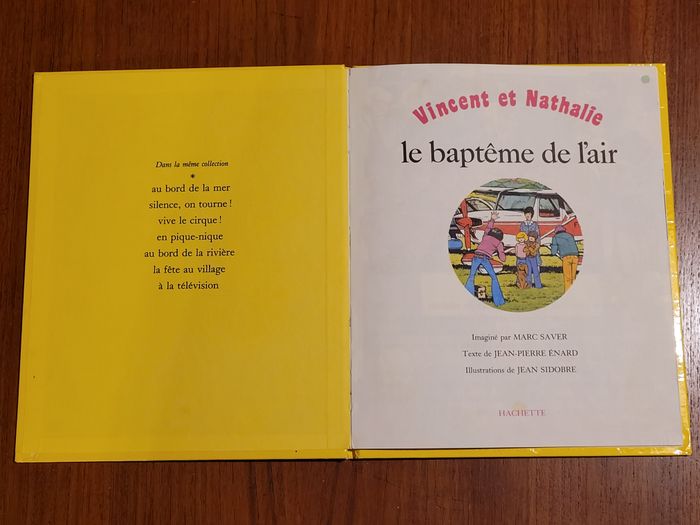 Dans la même collection
*
au bord de la mer
silence, on tourne !
vive le cirque !
en pique-nique
au bord de la rivière
la fête au village
à la télévision
Vincent et Nathalie
le baptême de l'air
Imaginé par MARC SAVER
Texte de JEAN-PIERRE ÉNARD
Illustrations de JEAN SIDOBRE
HACHETTE